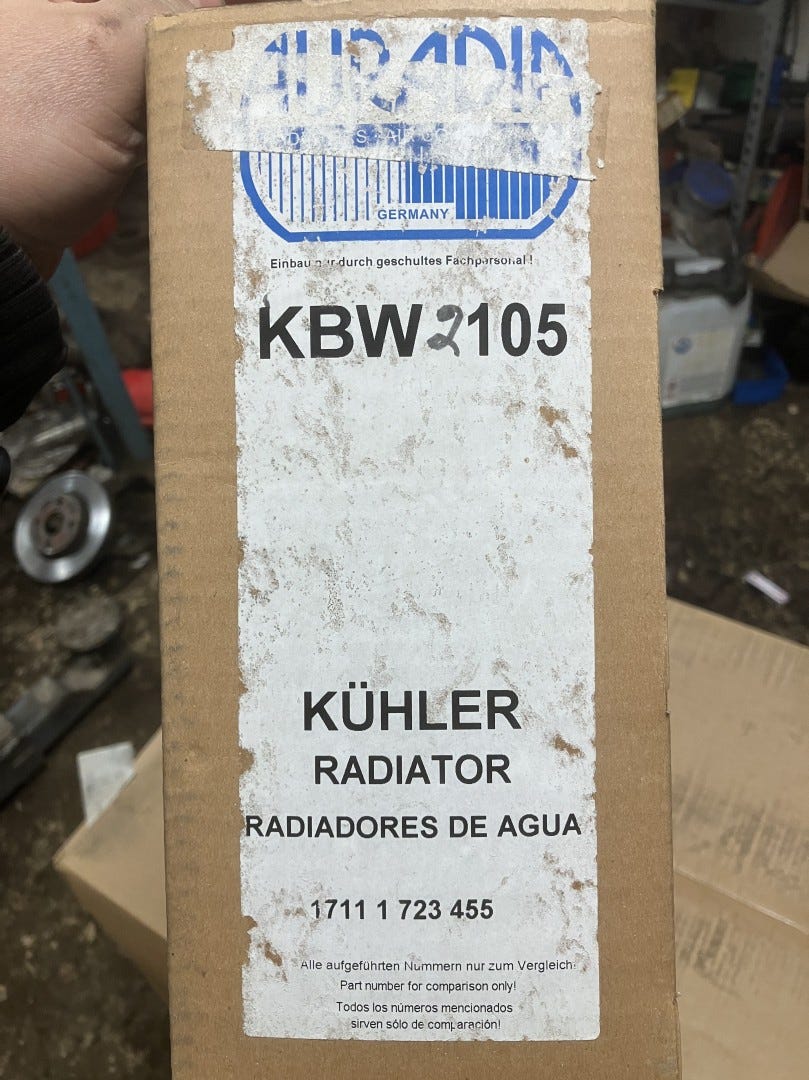 GERMANY
Einbau nur durch geschultes Fachpersonal !
KBW2105
KÜHLER
RADIATOR
RADIADORES DE AGUA
1711 1 723 455
Alle aufgeführten Nummern nur zum Vergleich!
Part number for comparison only!
Todos los números mencionados
sirven sólo de comparación!